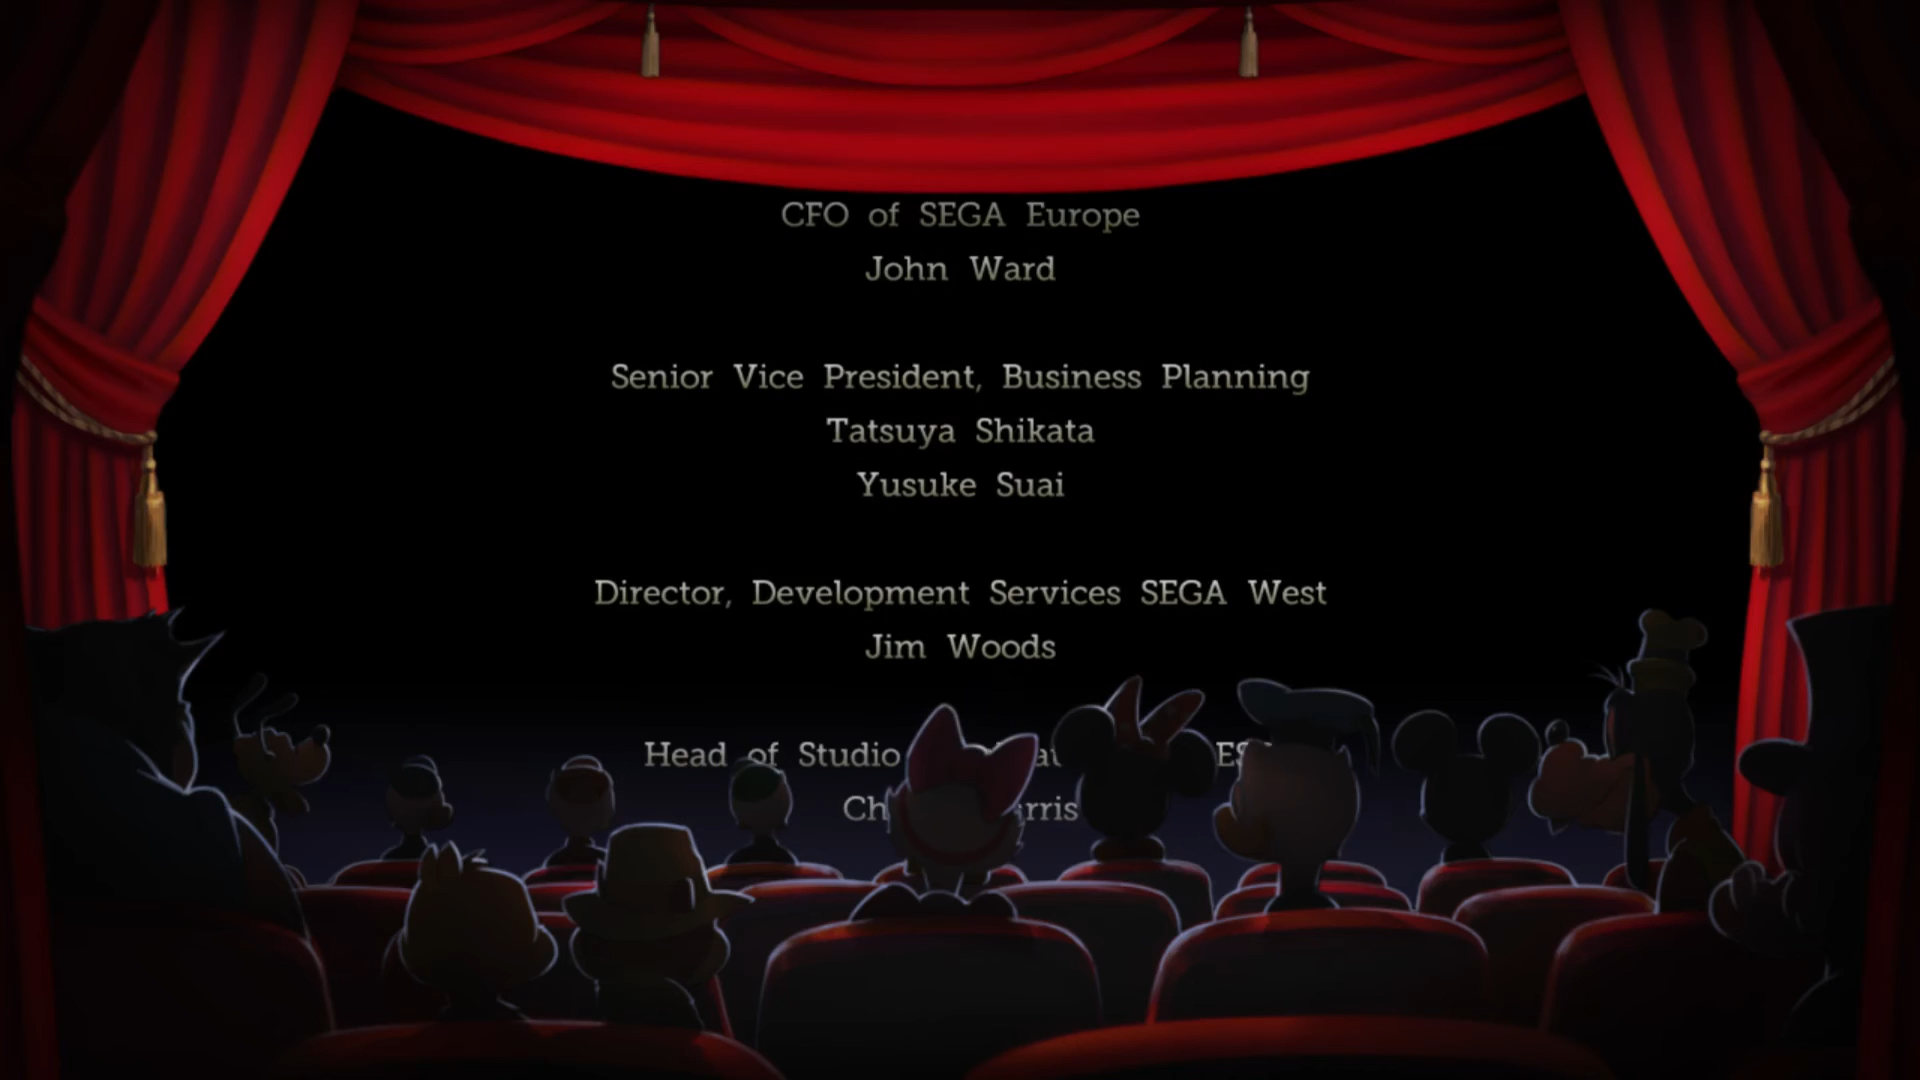 CFO of SEGA Europe
John Ward
Senior Vice President, Business Planning
Tatsuya Shikata
Yusuke Suai
Director, Development Services SEGA West
Jim Woods
Head of Studio